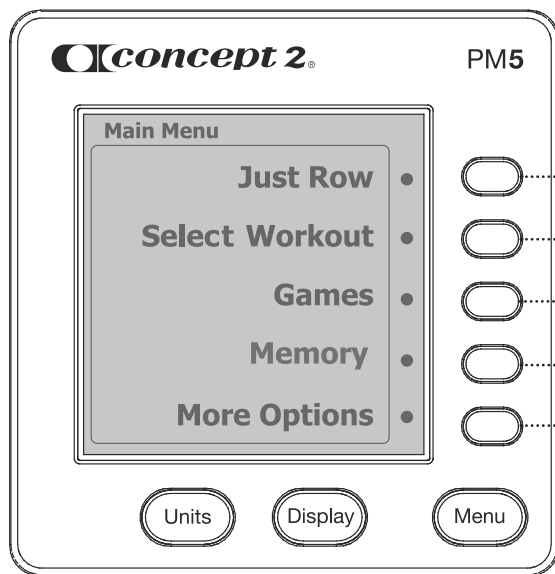 concept 2®
PM5
Main Menu
Just Row
Select Workout
Games
Memory
More Options
Units
Display
Menu